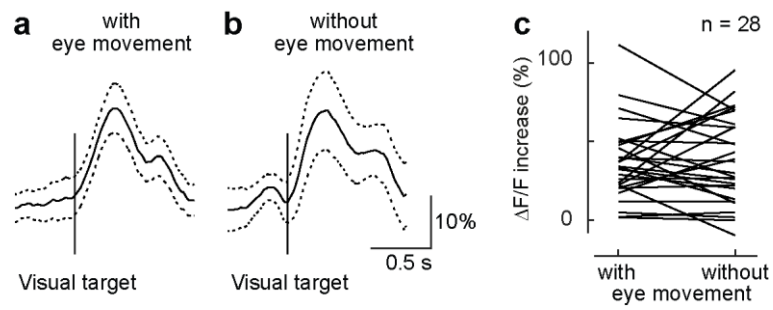 a
with
eye movement
Visual target
b
without
eye movement
Visual target
10%
0.5 s
c
n = 28
ΔF/F increase (%)
100
0
with
without
eye movement